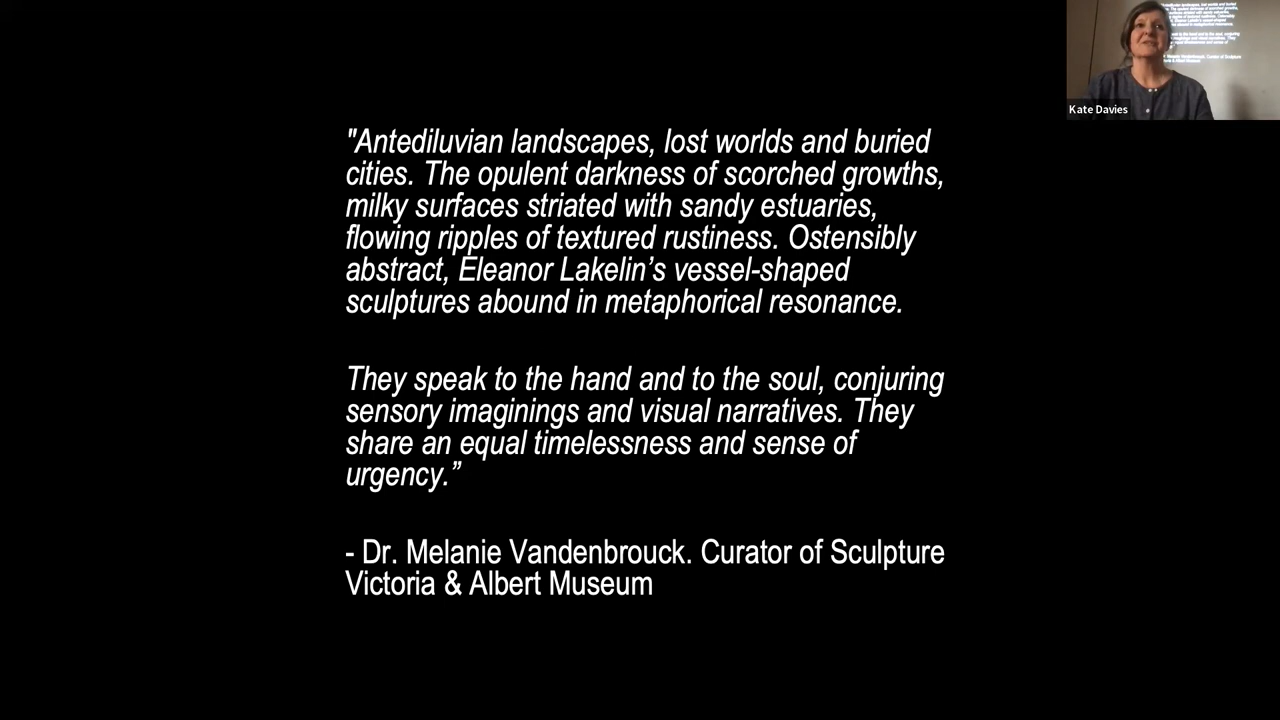 "Antediluvian landscapes, lost worlds and buried
cities. The opulent darkness of scorched growths,
milky surfaces striated with sandy estuaries,
flowing ripples of textured rustiness. Ostensibly
abstract, Eleanor Lakelin’s vessel-shaped
sculptures abound in metaphorical resonance.
They speak to the hand and to the soul, conjuring
sensory imaginings and visual narratives. They
share an equal timelessness and sense of
urgency.”
- Dr. Melanie Vandenbrouck. Curator of Sculpture
Victoria & Albert Museum
Kate Davies